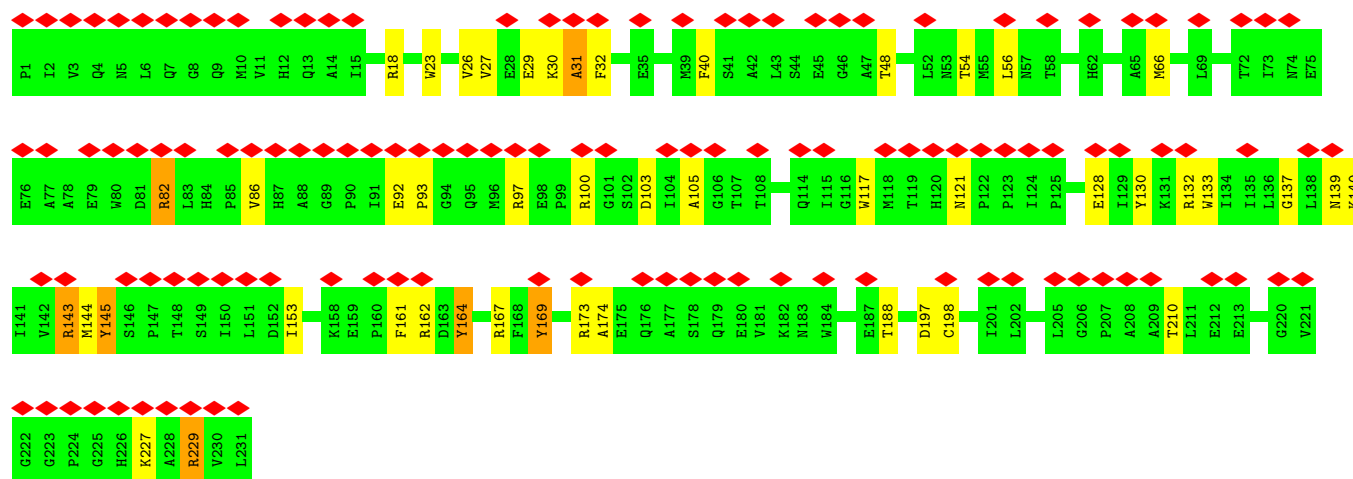 P1 I2 V3 Q4 N5 L6 Q7 G8 Q9 M10 V11 H12 Q13 A14 I15 R18 W23 V26 V27 E28 E29 K30 A31 F32 E35 M39 F40 S41 A42 L43 S44 E45 G46 A47 T48 L52 N53 T54 M55 L56 N57 T58 H62 A65 M66 L69 T72 I73 N74 E75
E76 A77 A78 E79 W80 D81 R82 L83 H84 P85 V86 H87 A88 G89 P90 I91 E92 P93 G94 Q95 M96 R97 E98 P99 R100 G101 S102 D103 I104 A105 G106 T107 T108 Q114 I115 G116 W117 M118 T119 H120 N121 P122 P123 I124 P125 E128 I129 Y130 K131 R132 W133 I134 I135 L136 G137 L138 N139 K140
I141 V142 R143 M144 Y145 S146 P147 T148 S149 I150 L151 D152 I153 K158 E159 P160 F161 R162 D163 Y164 R167 F168 Y169 R173 A174 E175 Q176 A177 S178 Q179 E180 V181 K182 N183 W184 E187 T188 D197 C198 I201 L202 L205 G206 P207 A208 A209 T210 L211 E212 E213 G220 V221
G222 G223 P224 G225 H226 K227 A228 R229 V230 L231